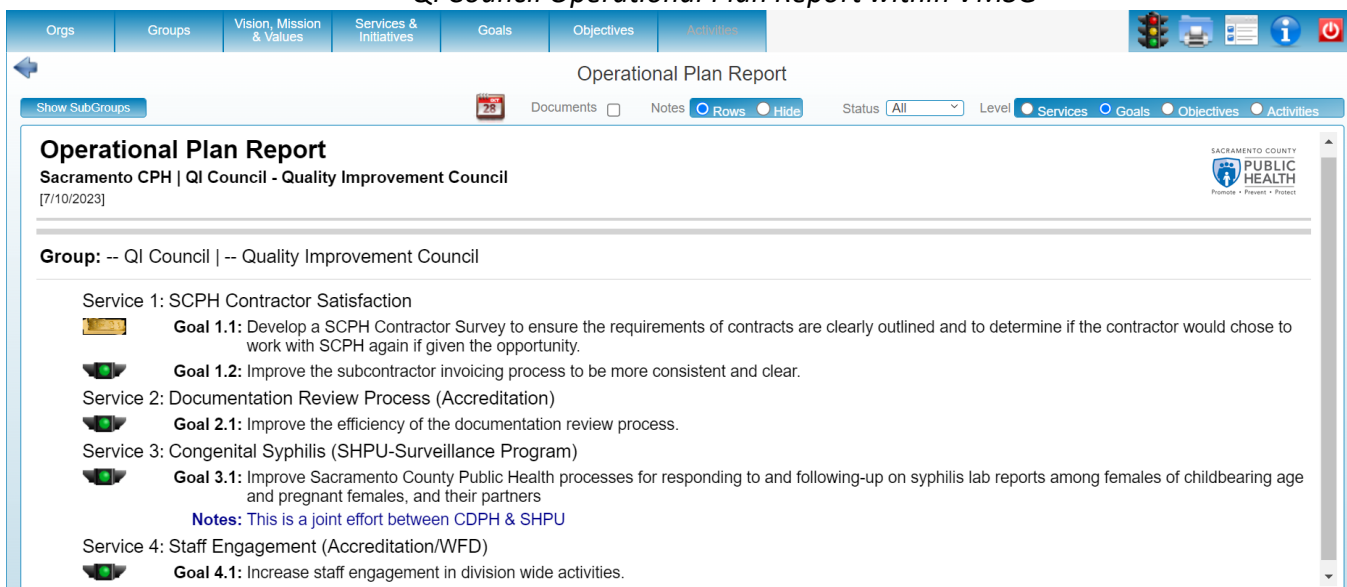 QI Council Operational Plan Report within VMSG
Orgs
Groups
Vision, Mission
& Values
Services &
Initiatives
Goals
Objectives
Activities
Operational Plan Report
Show SubGroups
28
Documents
Notes Rows Hide
Status All
Level Services Goals Objectives Activities
Operational Plan Report
Sacramento CPH | QI Council - Quality Improvement Council
[7/10/2023]
SACRAMENTO COUNTY
PUBLIC
HEALTH
Promote • Prevent • Protect
Group: -- QI Council | -- Quality Improvement Council
Service 1: SCPH Contractor Satisfaction
Goal 1.1: Develop a SCPH Contractor Survey to ensure the requirements of contracts are clearly outlined and to determine if the contractor would chose to
work with SCPH again if given the opportunity.
Goal 1.2: Improve the subcontractor invoicing process to be more consistent and clear.
Service 2: Documentation Review Process (Accreditation)
Goal 2.1: Improve the efficiency of the documentation review process.
Service 3: Congenital Syphilis (SHPU-Surveillance Program)
Goal 3.1: Improve Sacramento County Public Health processes for responding to and following-up on syphilis lab reports among females of childbearing age
and pregnant females, and their partners
Notes: This is a joint effort between CDPH & SHPU
Service 4: Staff Engagement (Accreditation/WFD)
Goal 4.1: Increase staff engagement in division wide activities.